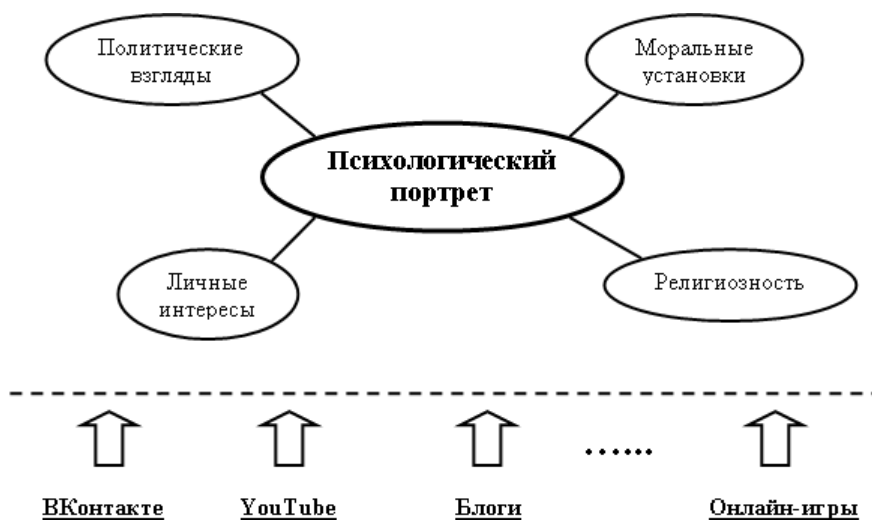 Политические
взгляды
Моральные
установки
Психологический
портрет
Личные
интересы
Религиозность
......
ВКонтакте
YouTube
Блоги
Онлайн-игры